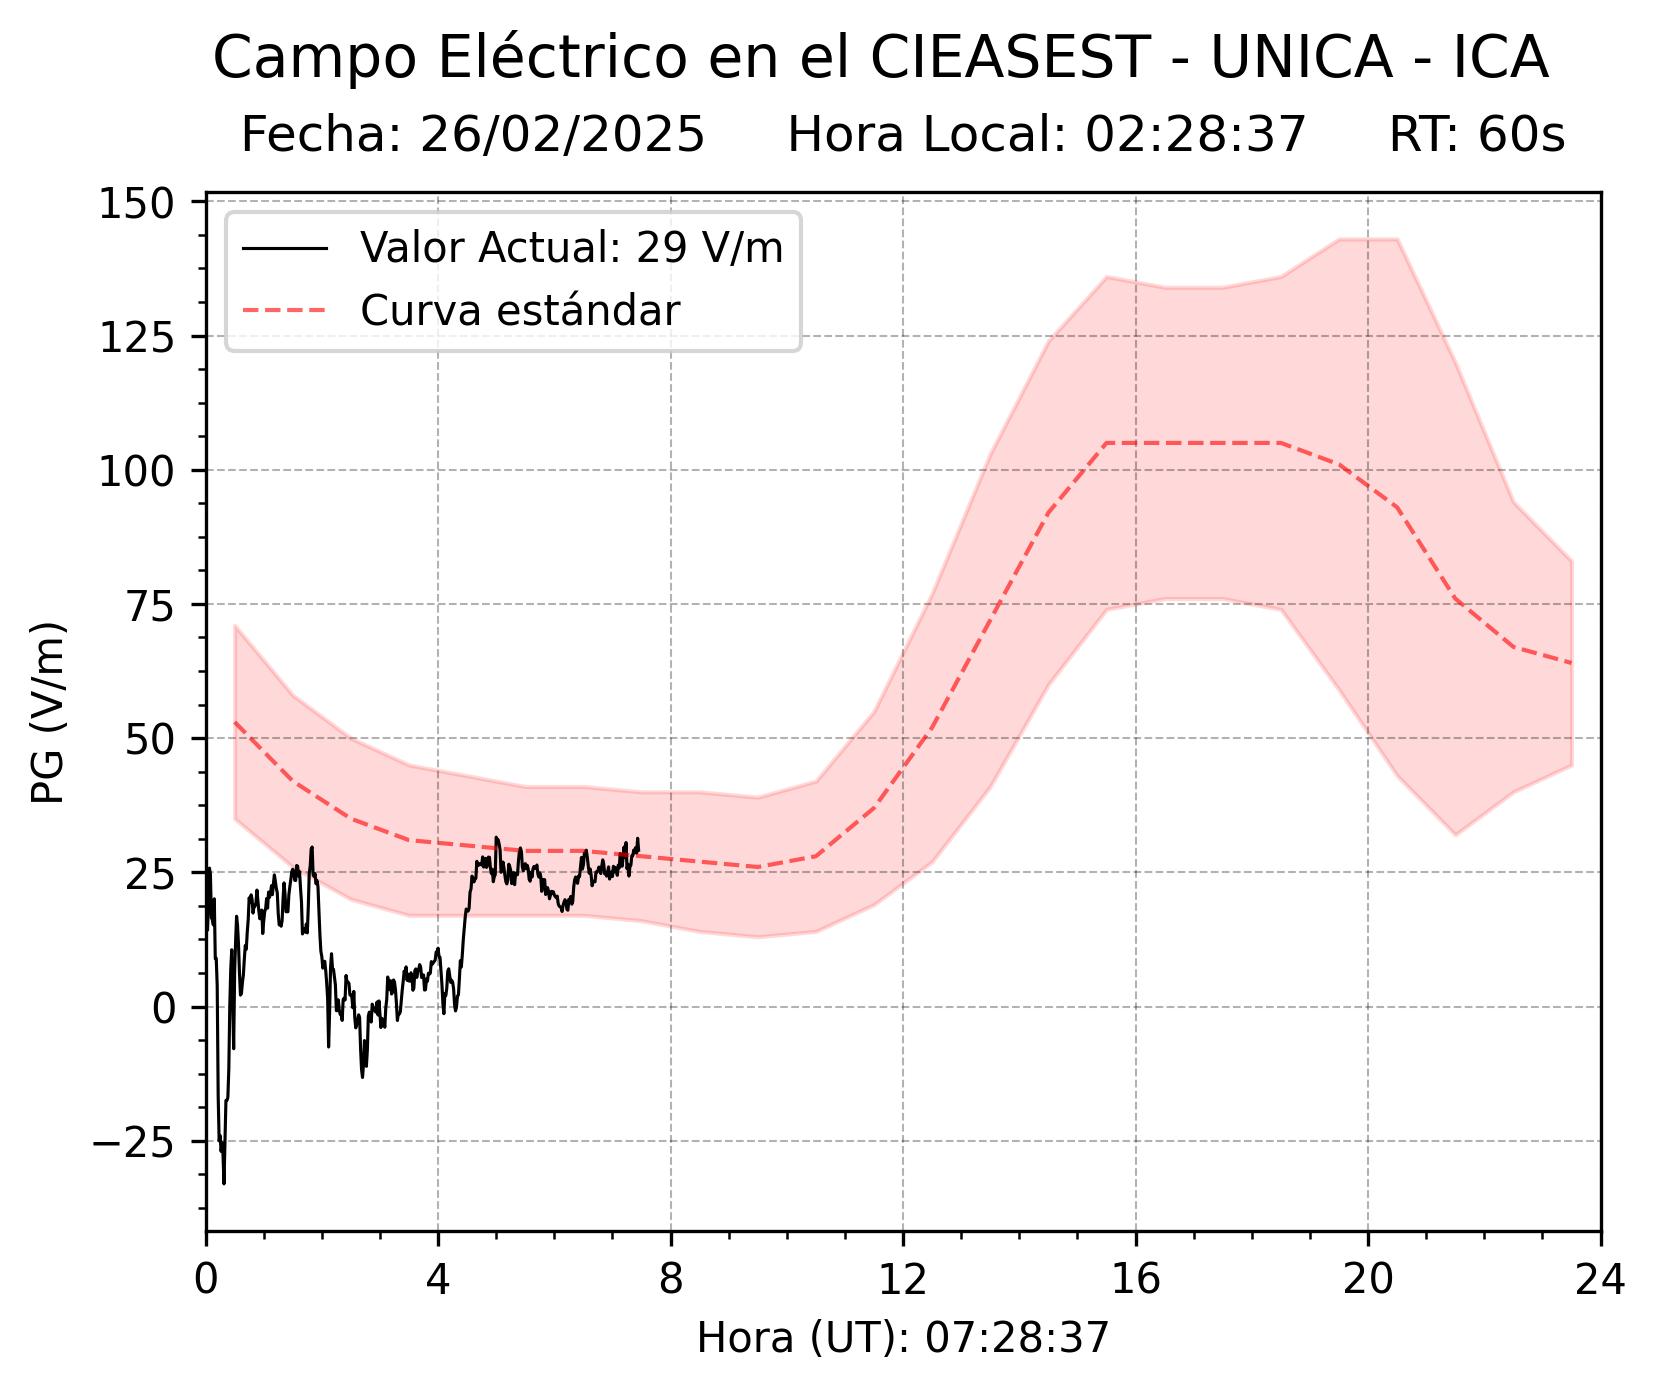 Campo Eléctrico en el CIEASEST - UNICA - ICA
Fecha: 26/02/2025 Hora Local: 02:28:37 RT: 60s
Valor Actual: 29 V/m
Curva estándar
PG (V/m)
150
125
100
75
50
25
0
−25
0 4 8 12 16 20 24
Hora (UT): 07:28:37